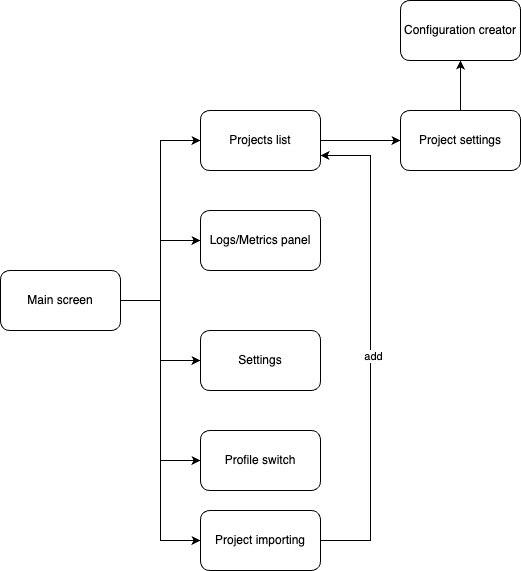 Configuration creator
Projects list
Project settings
Logs/Metrics panel
Main screen
Settings
add
Profile switch
Project importing